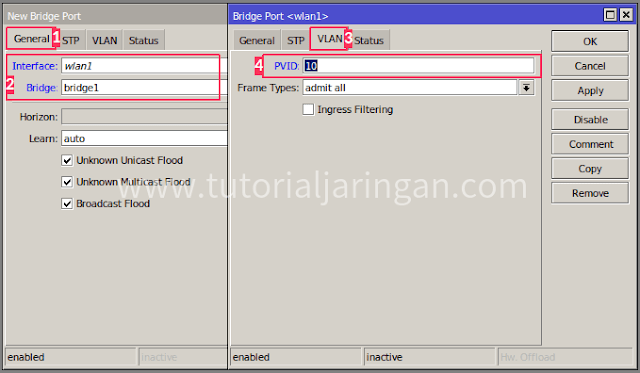 New Bridge Port
General 1 STP VLAN Status
2
Interface: wlan1
Bridge: bridge1
Horizon:
Learn: auto
Unknown Unicast Flood
Unknown Multicast Flood
Broadcast Flood
enabled inactive
Bridge Port <wlan1>
General STP VLAN 3 Status
4 PVID: 10
Frame Types: admit all
Ingress Filtering
OK
Cancel
Apply
Disable
Comment
Copy
Remove
enabled inactive Hw. Offload
www.tutorialjaringan.com